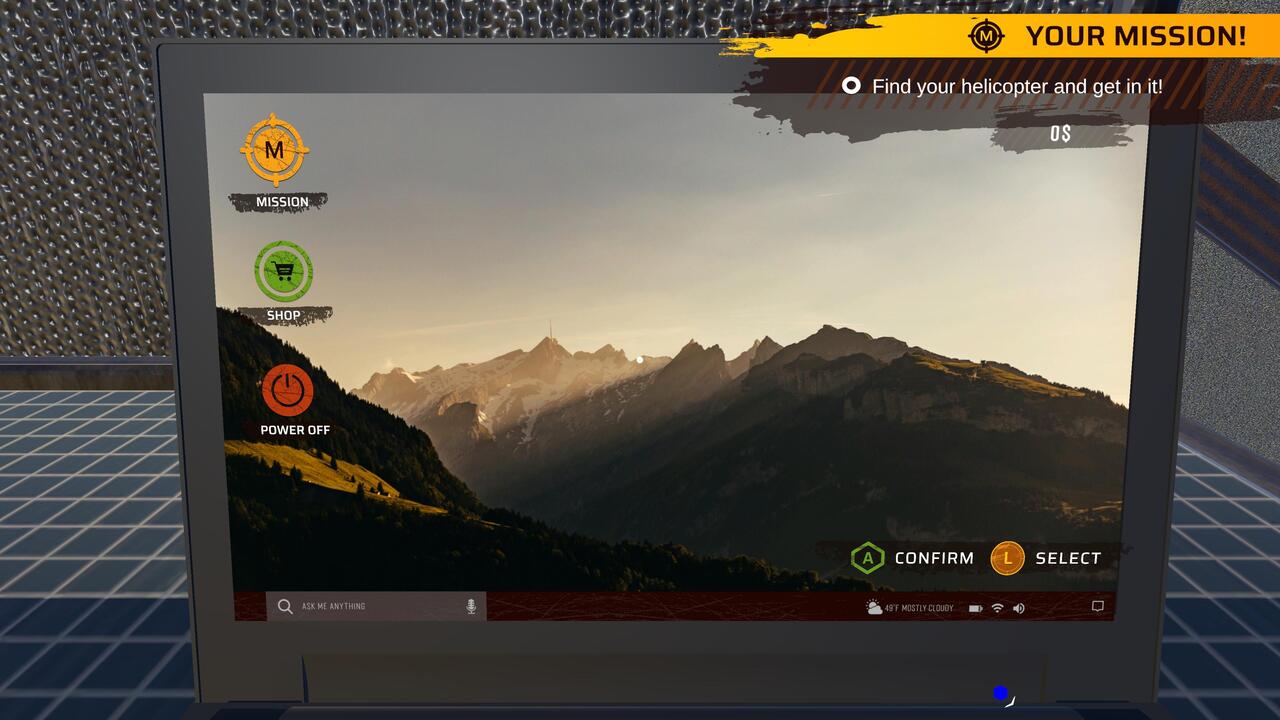 YOUR MISSION!
Find your helicopter and get in it!
0$
M
MISSION
SHOP
POWER OFF
A CONFIRM L SELECT
ASK ME ANYTHING
49°F MOSTLY CLOUDY